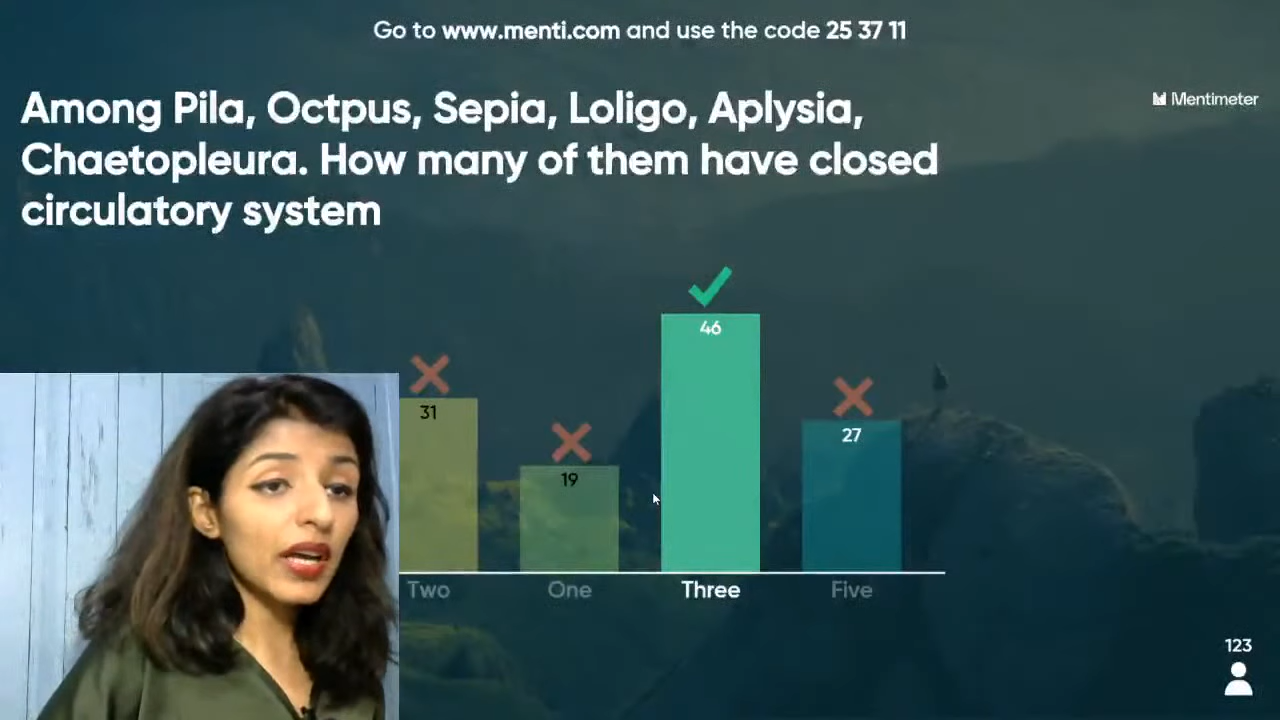 Go to www.menti.com and use the code 25 37 11
Among Pila, Octpus, Sepia, Loligo, Aplysia,
Chaetopleura. How many of them have closed
circulatory system
Mentimeter
46
31
27
19
Two
One
Three
Five
123